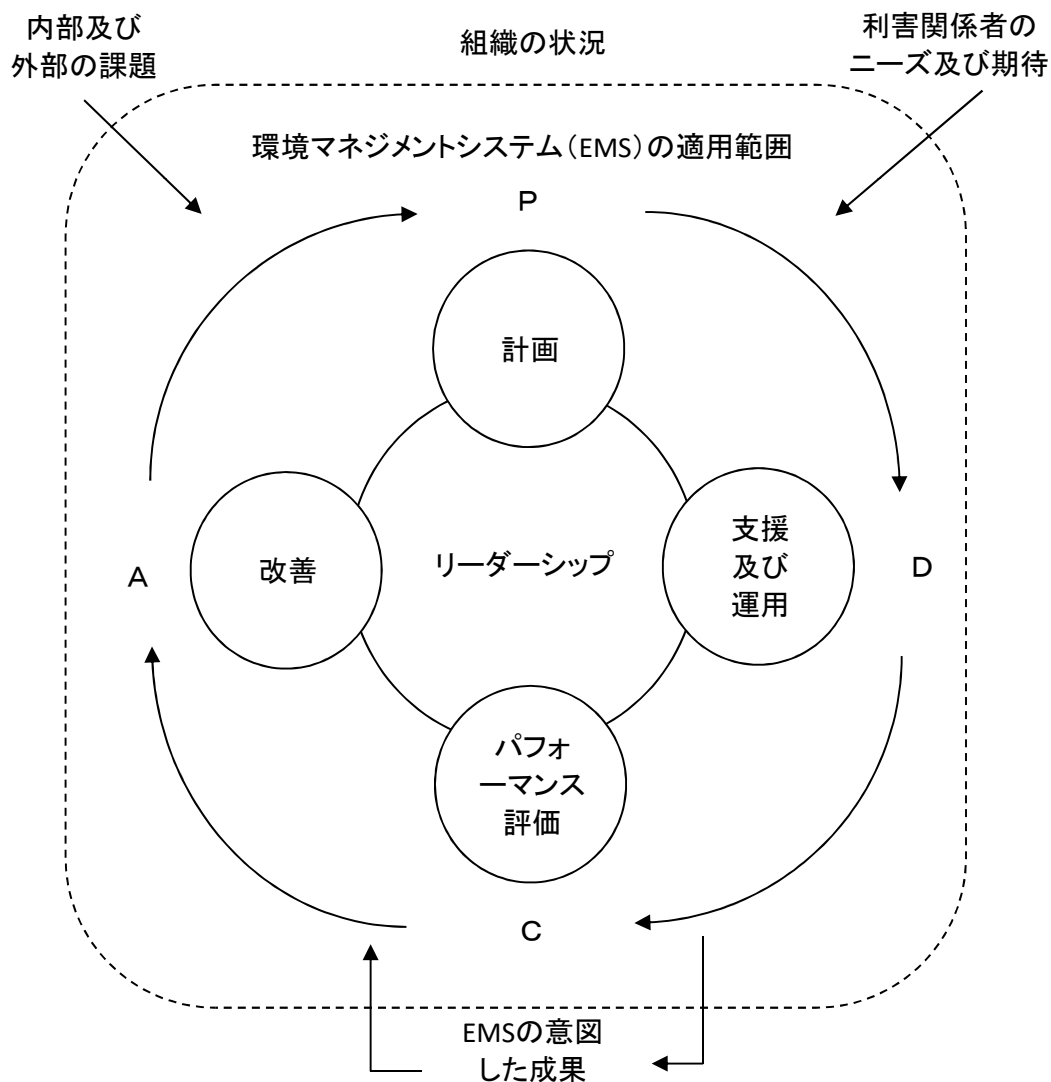 内部及び
外部の課題
組織の状況
利害関係者の
ニーズ及び期待
環境マネジメントシステム(EMS)の適用範囲
P
計画
支援
及び
運用
D
リーダーシップ
改善
A
パフォ
ーマンス
評価
C
EMSの意図
した成果